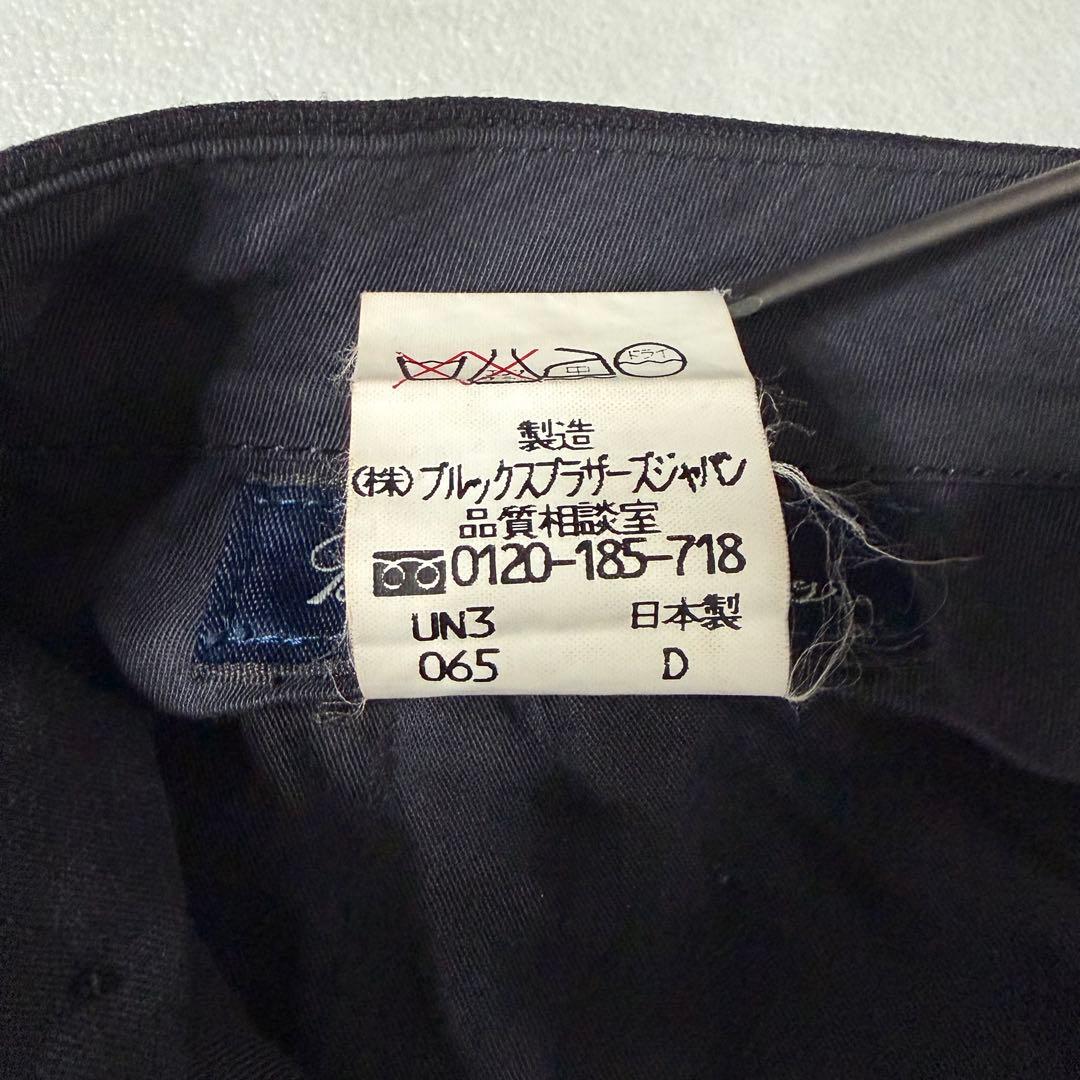 ドライ
中
製造
(株)ブルックスブラザーズジャパン
品質相談室
0120-185-718
UN3 日本製
065 D